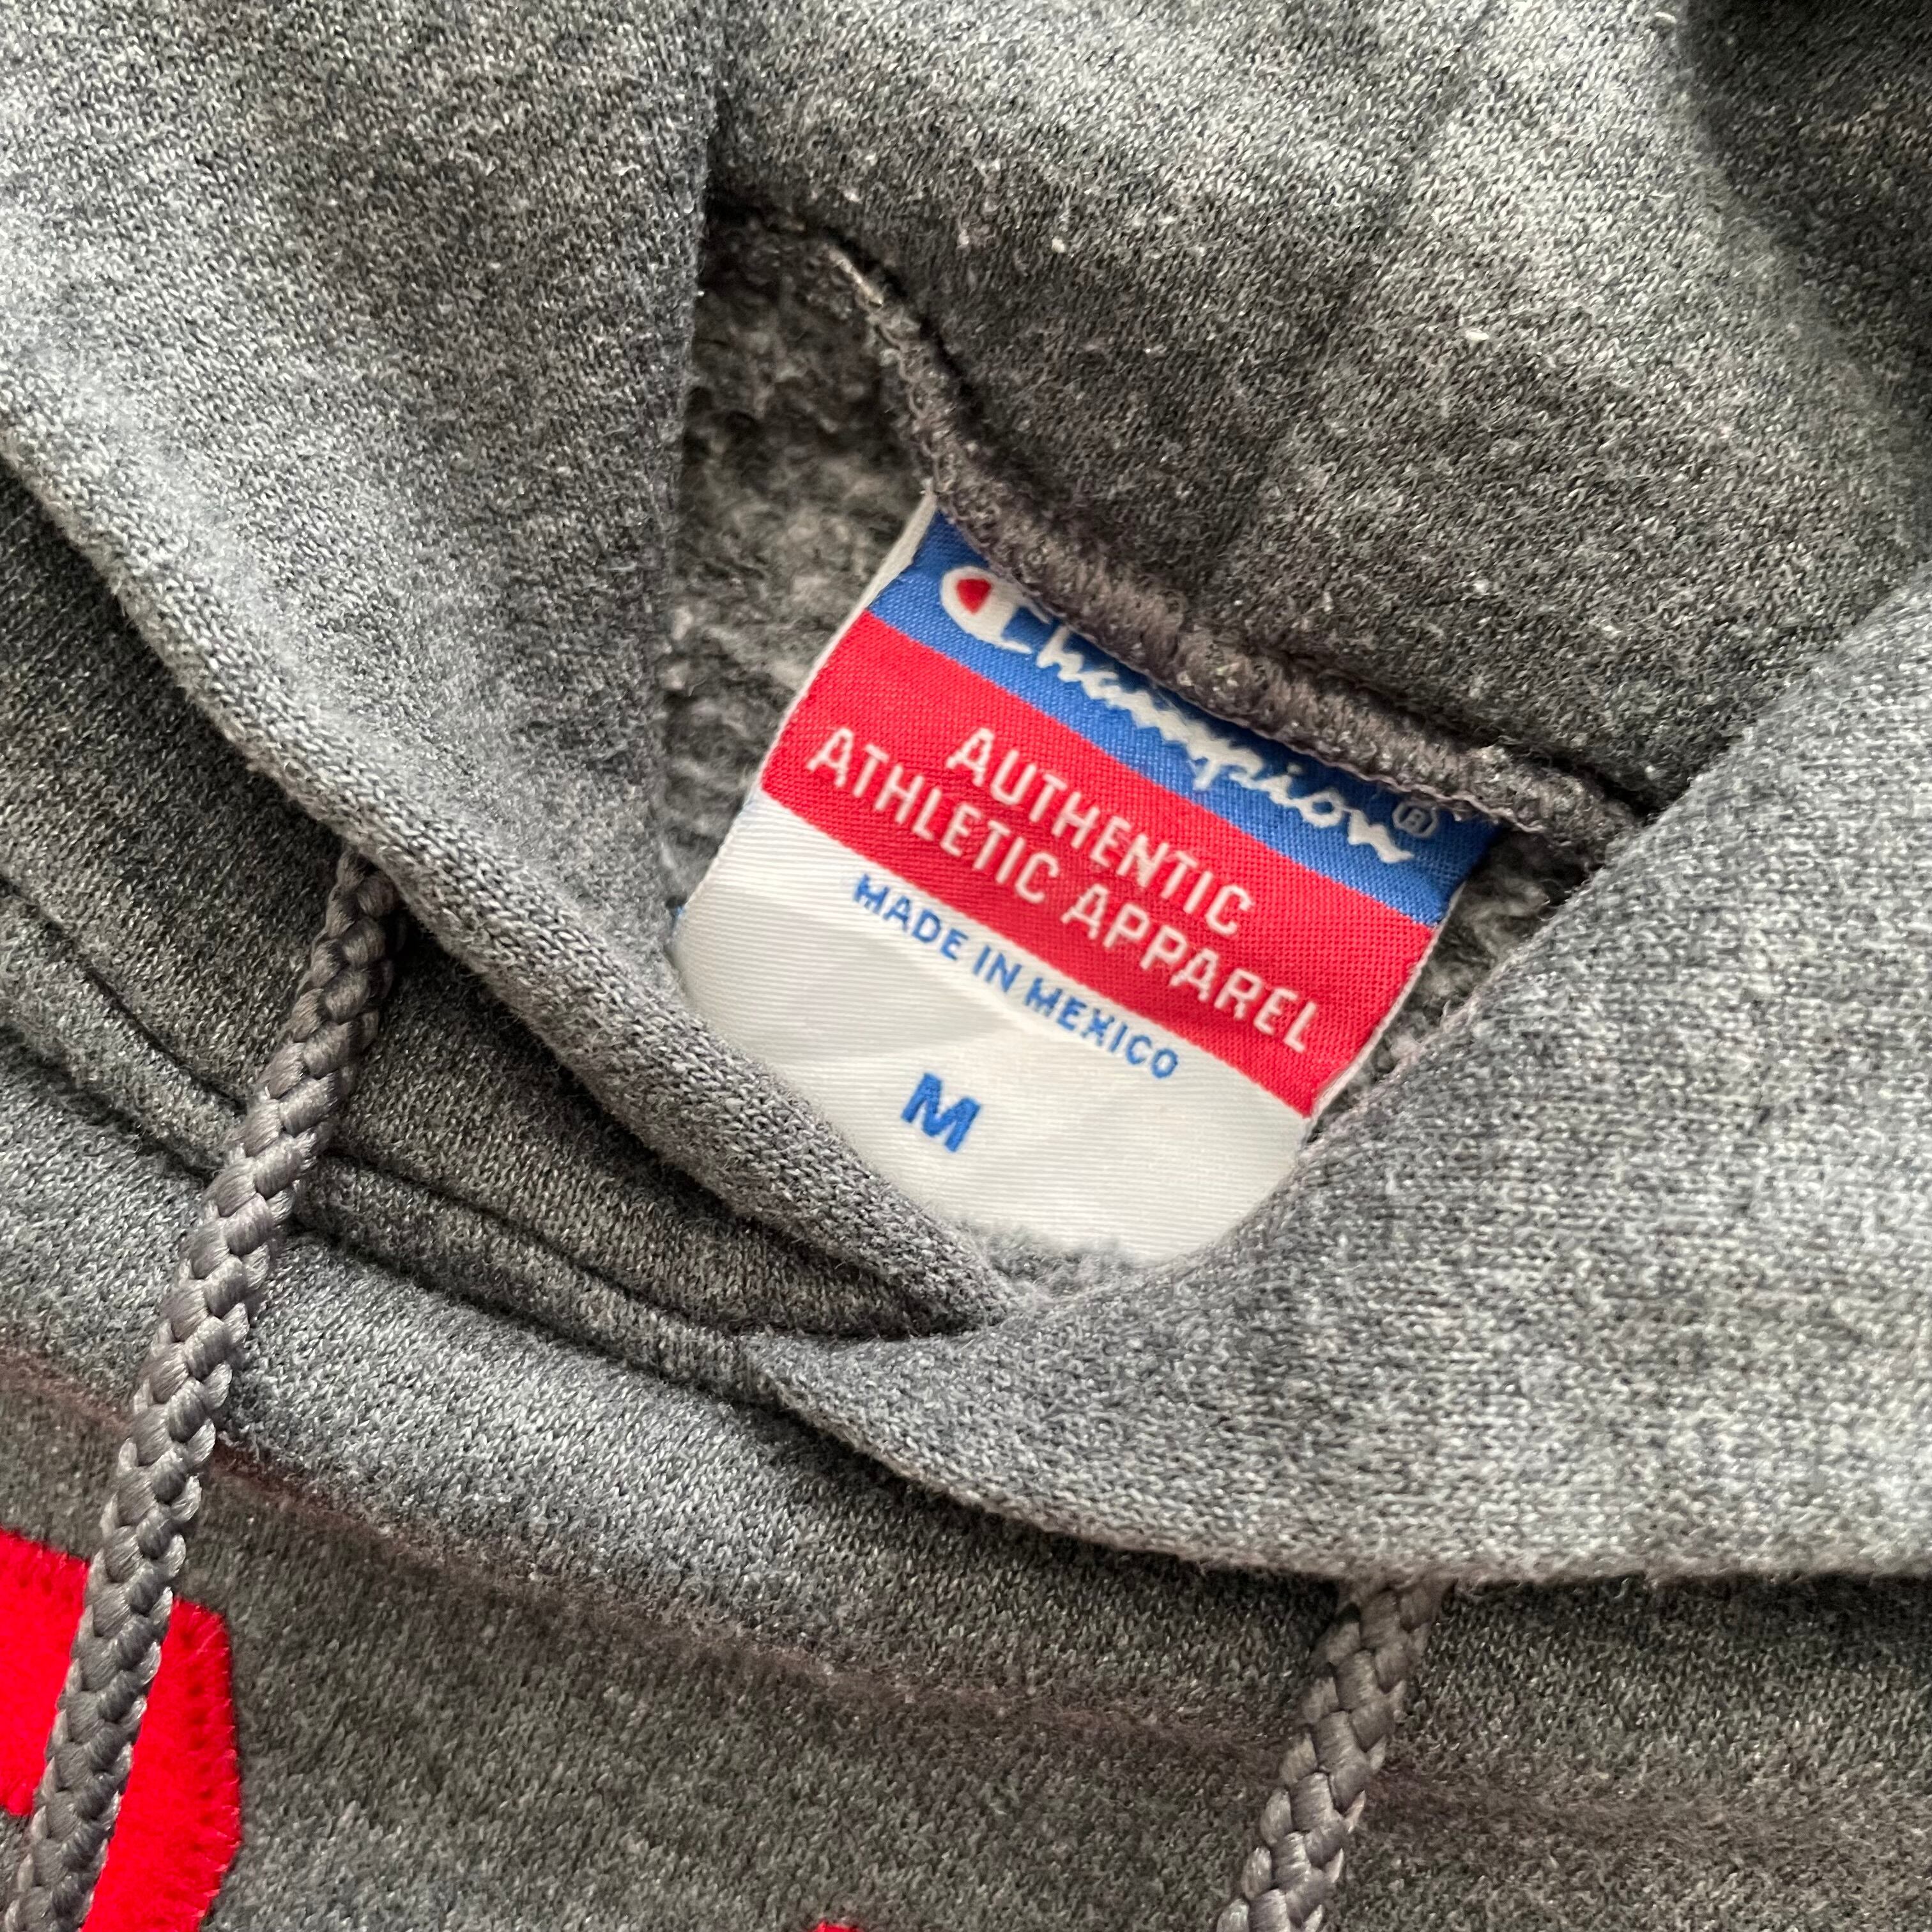 Champion®
AUTHENTIC
ATHLETIC APPAREL
MADE IN MEXICO
M